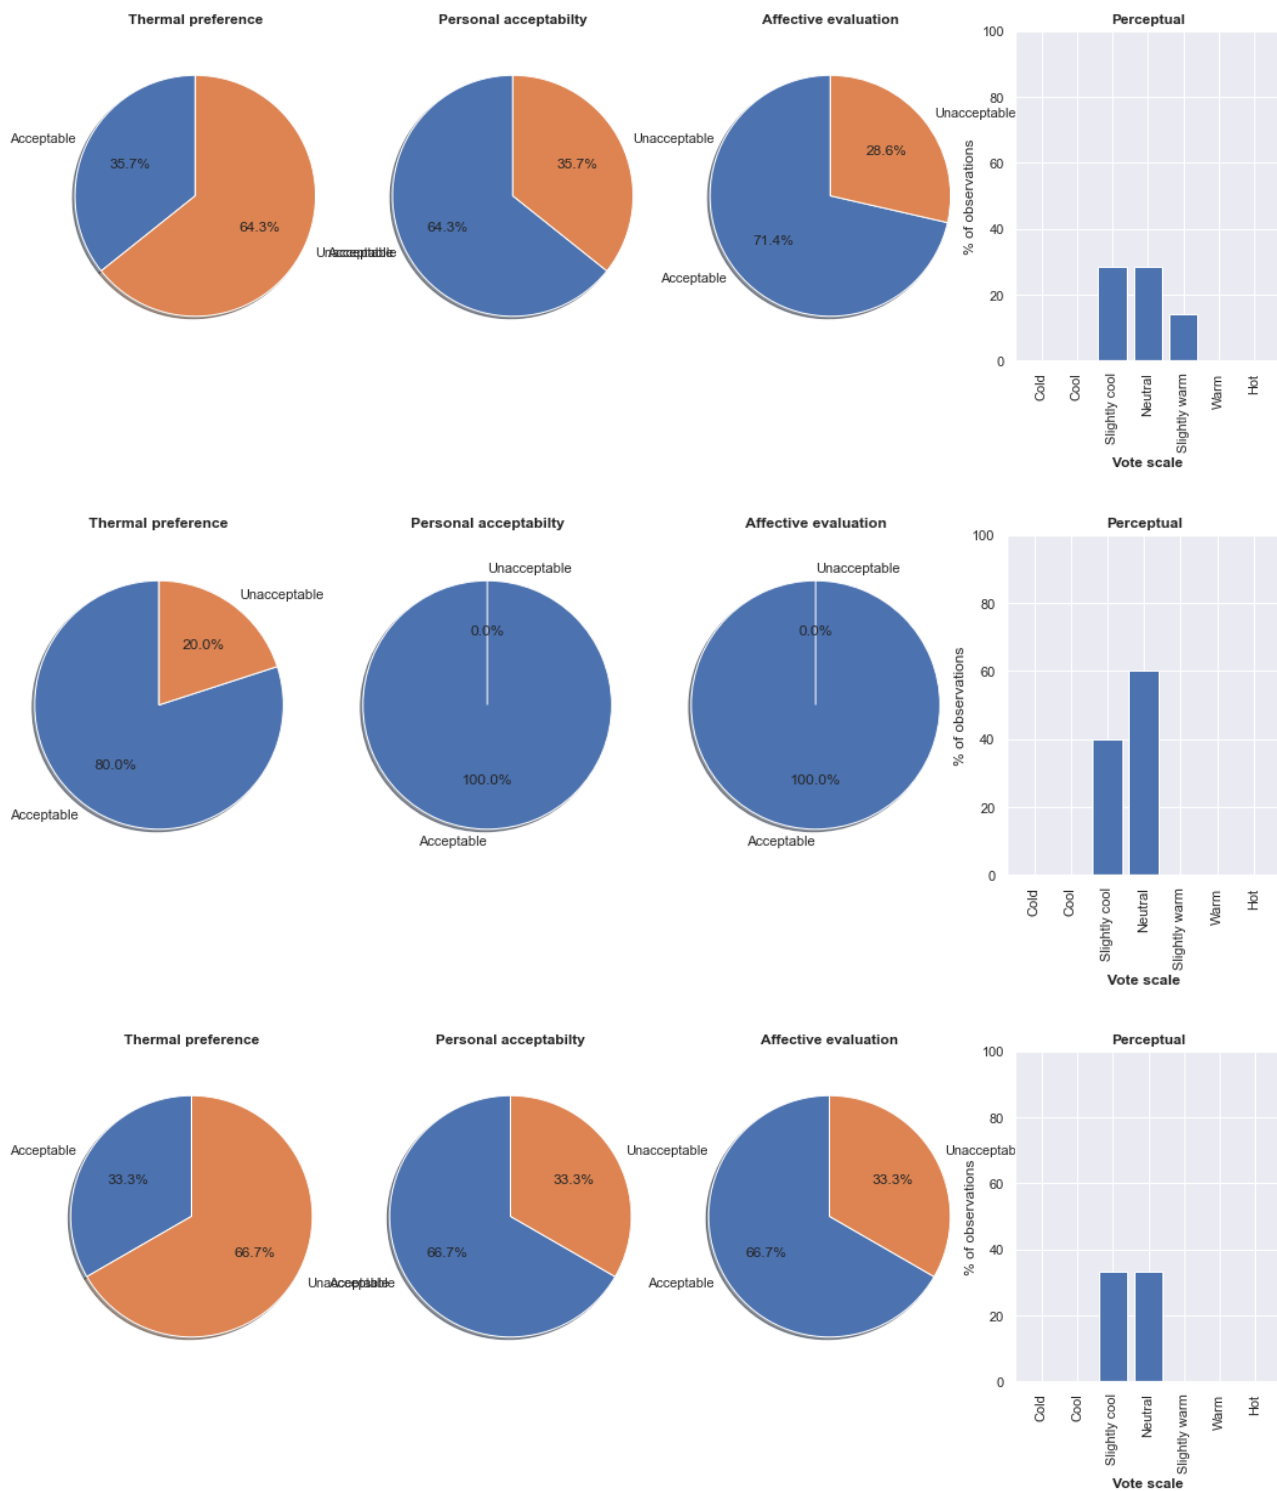 Thermal preference
Personal acceptabilty
Affective evaluation
Perceptual
Acceptable
35.7%
64.3%
Unacceptable
Acceptable
64.3%
35.7%
Unacceptable
Acceptable
71.4%
28.6%
Unacceptable
% of observations
100
80
60
40
20
0
Cold
Cool
Slightly cool
Neutral
Slightly warm
Warm
Hot
Vote scale
Thermal preference
Personal acceptabilty
Affective evaluation
Perceptual
Unacceptable
20.0%
80.0%
Acceptable
Unacceptable
0.0%
100.0%
Acceptable
Unacceptable
0.0%
100.0%
Acceptable
% of observations
100
80
60
40
20
0
Cold
Cool
Slightly cool
Neutral
Slightly warm
Warm
Hot
Vote scale
Thermal preference
Personal acceptabilty
Affective evaluation
Perceptual
Acceptable
33.3%
66.7%
Unacceptable
Acceptable
66.7%
33.3%
Unacceptable
Acceptable
66.7%
33.3%
Unacceptab
% of observations
100
80
60
40
20
0
Cold
Cool
Slightly cool
Neutral
Slightly warm
Warm
Hot
Vote scale